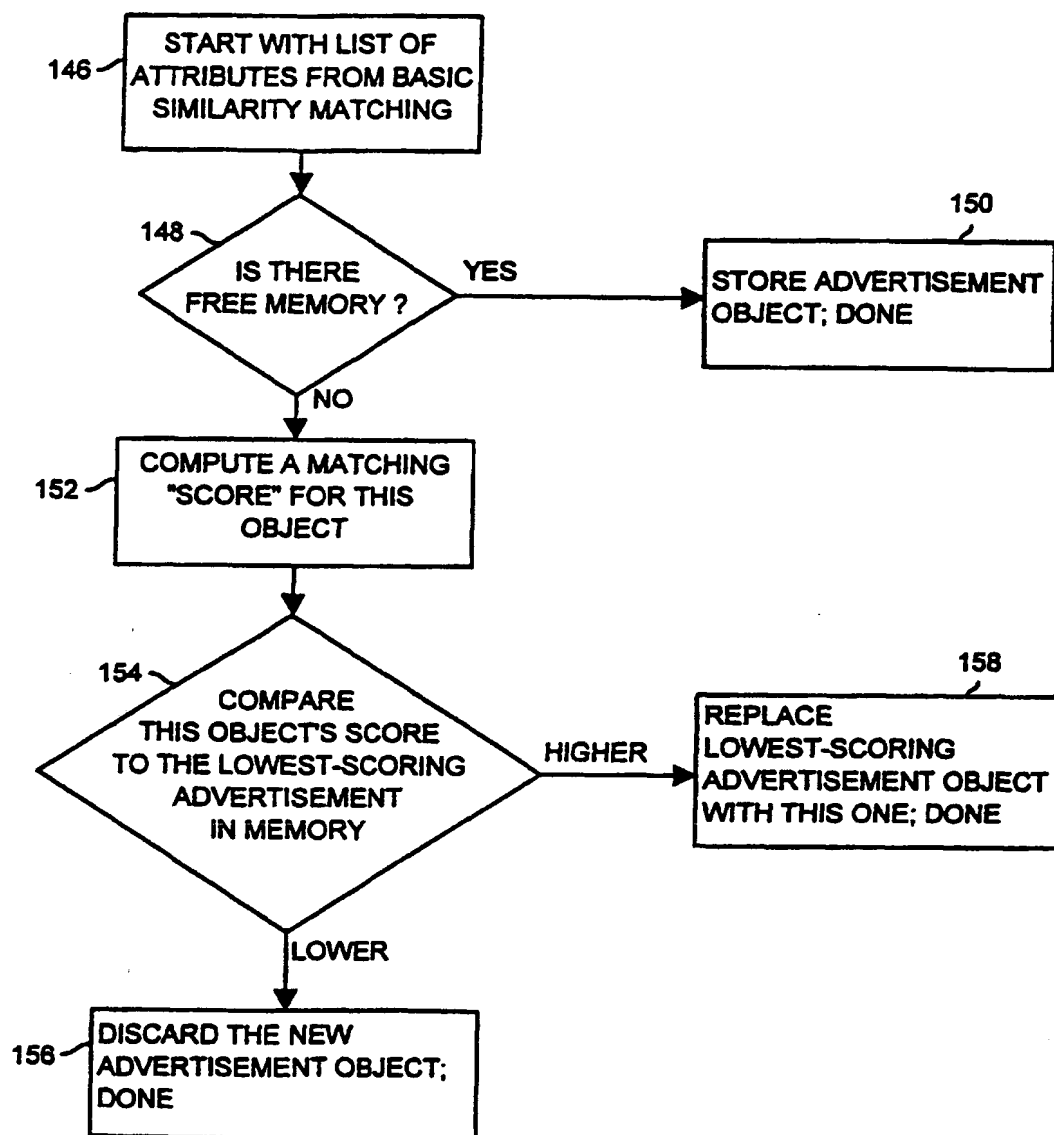 146
START WITH LIST OF
ATTRIBUTES FROM BASIC
SIMILARITY MATCHING
148
IS THERE
FREE MEMORY ?
YES
150
STORE ADVERTISEMENT
OBJECT; DONE
NO
152
COMPUTE A MATCHING
"SCORE" FOR THIS
OBJECT
154
COMPARE
THIS OBJECT'S SCORE
TO THE LOWEST-SCORING
ADVERTISEMENT
IN MEMORY
HIGHER
158
REPLACE
LOWEST-SCORING
ADVERTISEMENT OBJECT
WITH THIS ONE; DONE
LOWER
156
DISCARD THE NEW
ADVERTISEMENT OBJECT;
DONE